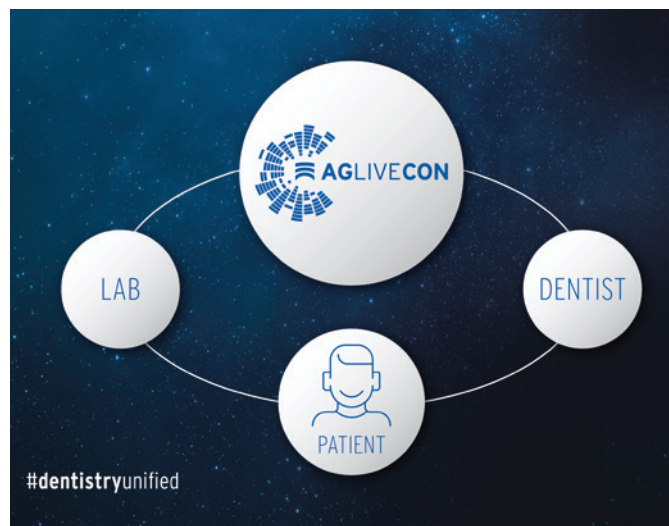 AGLIVECON
LAB
DENTIST
PATIENT
#dentistryunified